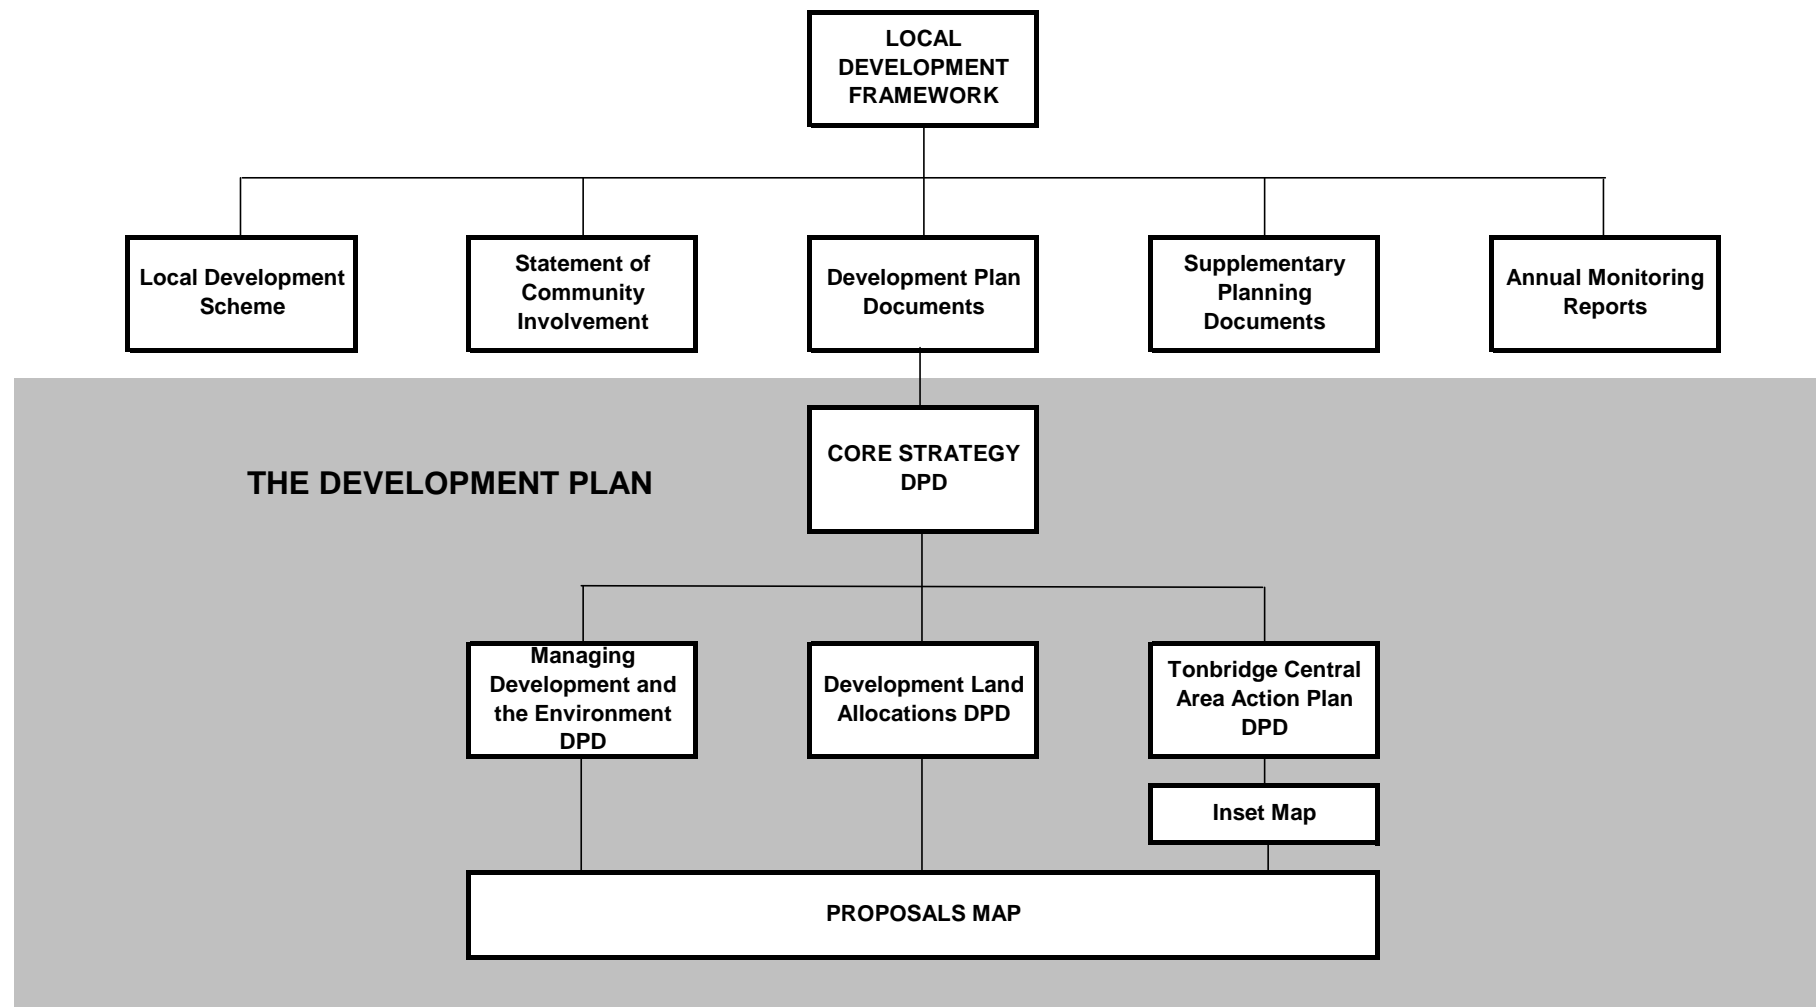 LOCAL
DEVELOPMENT
FRAMEWORK
Local Development
Scheme
Statement of
Community
Involvement
Development Plan
Documents
Supplementary
Planning
Documents
Annual Monitoring
Reports
THE DEVELOPMENT PLAN
CORE STRATEGY
DPD
Managing
Development and
the Environment
DPD
Development Land
Allocations DPD
Tonbridge Central
Area Action Plan
DPD
Inset Map
PROPOSALS MAP